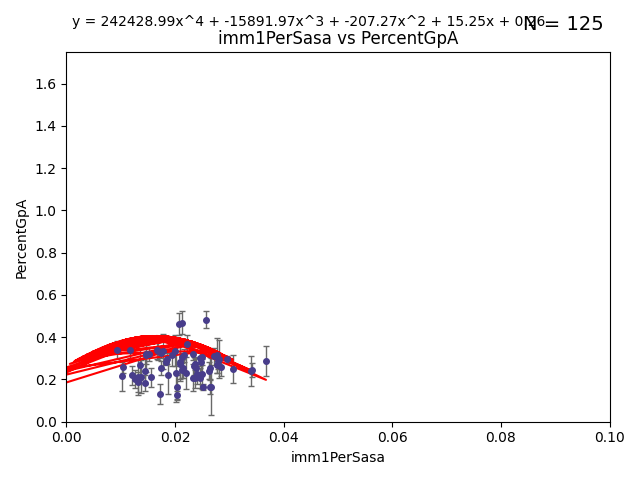 y = 242428.99x^4 + -15891.97x^3 + -207.27x^2 + 15.25x + 0.26
N = 125
imm1PerSasa vs PercentGpA
1.6
1.4
1.2
1.0
0.8
0.6
0.4
0.2
0.0
PercentGpA
0.00 0.02 0.04 0.06 0.08 0.10
imm1PerSasa